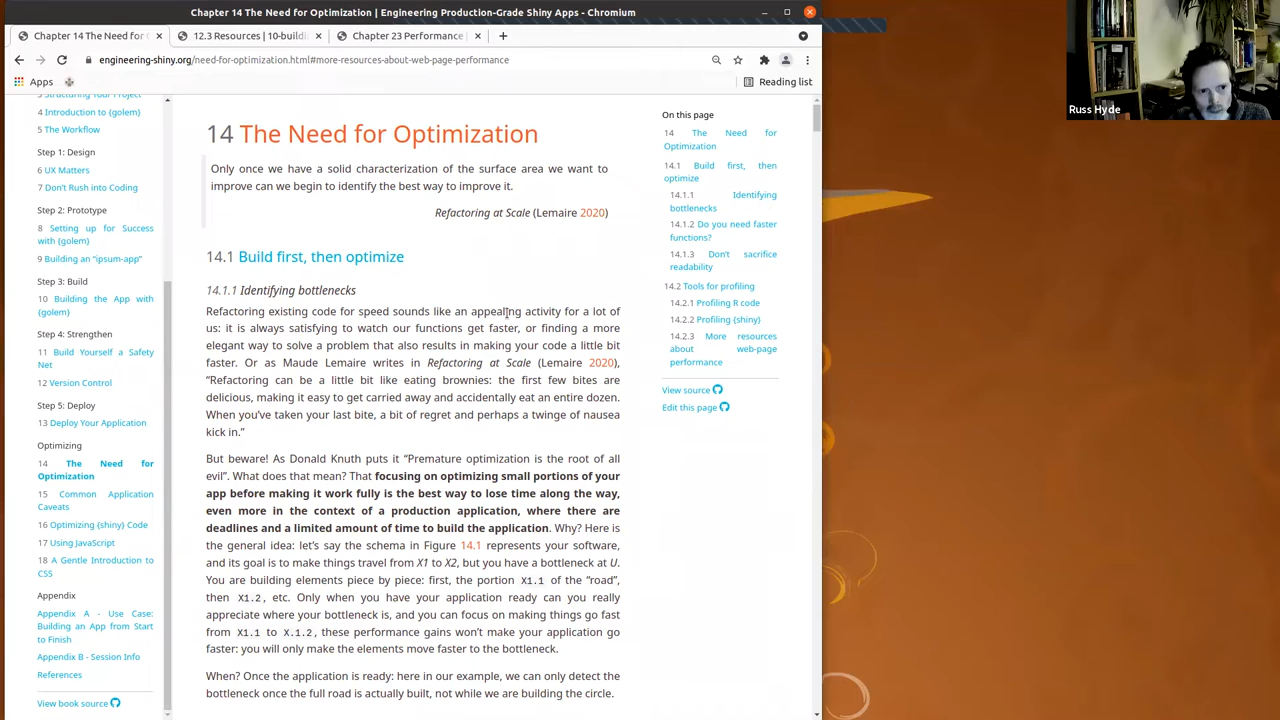 Chapter 14 The Need for Optimization | Engineering Production-Grade Shiny Apps - Chromium
Chapter 14 The Need for O
12.3 Resources | 10-buildi
Chapter 23 Performance
engineering-shiny.org/need-for-optimization.html#more-resources-about-web-page-performance
Apps
Reading list
3 Structuring Your Project
4 Introduction to {golem}
5 The Workflow
Step 1: Design
6 UX Matters
7 Don't Rush into Coding
Step 2: Prototype
8 Setting up for Success
with {golem}
9 Building an "ipsum-app"
Step 3: Build
10 Building the App with
{golem}
Step 4: Strengthen
11 Build Yourself a Safety
Net
12 Version Control
Step 5: Deploy
13 Deploy Your Application
Optimizing
14 The Need for
Optimization
15 Common Application
Caveats
16 Optimizing {shiny} Code
17 Using JavaScript
18 A Gentle Introduction to
CSS
Appendix
Appendix A - Use Case:
Building an App from Start
to Finish
Appendix B - Session Info
References
View book source
14 The Need for Optimization
Only once we have a solid characterization of the surface area we want to
improve can we begin to identify the best way to improve it.
Refactoring at Scale (Lemaire 2020)
14.1 Build first, then optimize
14.1.1 Identifying bottlenecks
Refactoring existing code for speed sounds like an appealing activity for a lot of
us: it is always satisfying to watch our functions get faster, or finding a more
elegant way to solve a problem that also results in making your code a little bit
faster. Or as Maude Lemaire writes in Refactoring at Scale (Lemaire 2020),
"Refactoring can be a little bit like eating brownies: the first few bites are
delicious, making it easy to get carried away and accidentally eat an entire dozen.
When you've taken your last bite, a bit of regret and perhaps a twinge of nausea
kick in."
But beware! As Donald Knuth puts it "Premature optimization is the root of all
evil". What does that mean? That focusing on optimizing small portions of your
app before making it work fully is the best way to lose time along the way,
even more in the context of a production application, where there are
deadlines and a limited amount of time to build the application. Why? Here is
the general idea: let's say the schema in Figure 14.1 represents your software,
and its goal is to make things travel from X1 to X2, but you have a bottleneck at U.
You are building elements piece by piece: first, the portion X1.1 of the "road",
then X1.2, etc. Only when you have your application ready can you really
appreciate where your bottleneck is, and you can focus on making things go fast
from X1.1 to X.1.2, these performance gains won't make your application go
faster: you will only make the elements move faster to the bottleneck.
When? Once the application is ready: here in our example, we can only detect the
bottleneck once the full road is actually built, not while we are building the circle.
On this page
14 The Need for
Optimization
14.1 Build first, then
optimize
14.1.1 Identifying
bottlenecks
14.1.2 Do you need faster
functions?
14.1.3 Don't sacrifice
readability
14.2 Tools for profiling
14.2.1 Profiling R code
14.2.2 Profiling {shiny}
14.2.3 More resources
about web-page
performance
View source
Edit this page
Russ Hyde